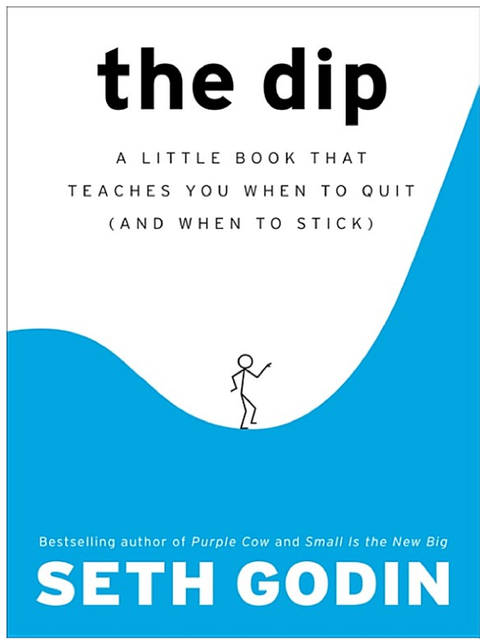 the dip
A LITTLE BOOK THAT
TEACHES YOU WHEN TO QUIT
(AND WHEN TO STICK)
Bestselling author of Purple Cow and Small Is the New Big
SETH GODIN